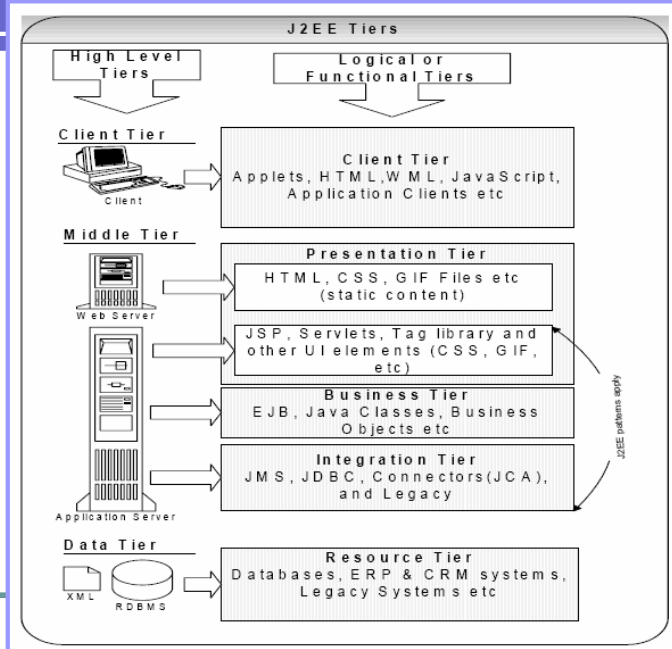 J2EE Tiers
High Level
Tiers
Logical or
Functional Tiers
Client Tier
Client
Client Tier
Applets, HTML,WML, JavaScript,
Application Clients etc
Middle Tier
Web Server
Presentation Tier
HTML, CSS, GIF Files etc
(static content)
JSP, Servlets, Tag library and
other UI elements (CSS, GIF,
etc)
Business Tier
EJB, Java Classes, Business
Objects etc
Integration Tier
JMS, JDBC, Connectors(JCA),
and Legacy
J2EE patterns apply
Application Server
Data Tier
XML
RDBMS
Resource Tier
Databases, ERP & CRM systems,
Legacy Systems etc